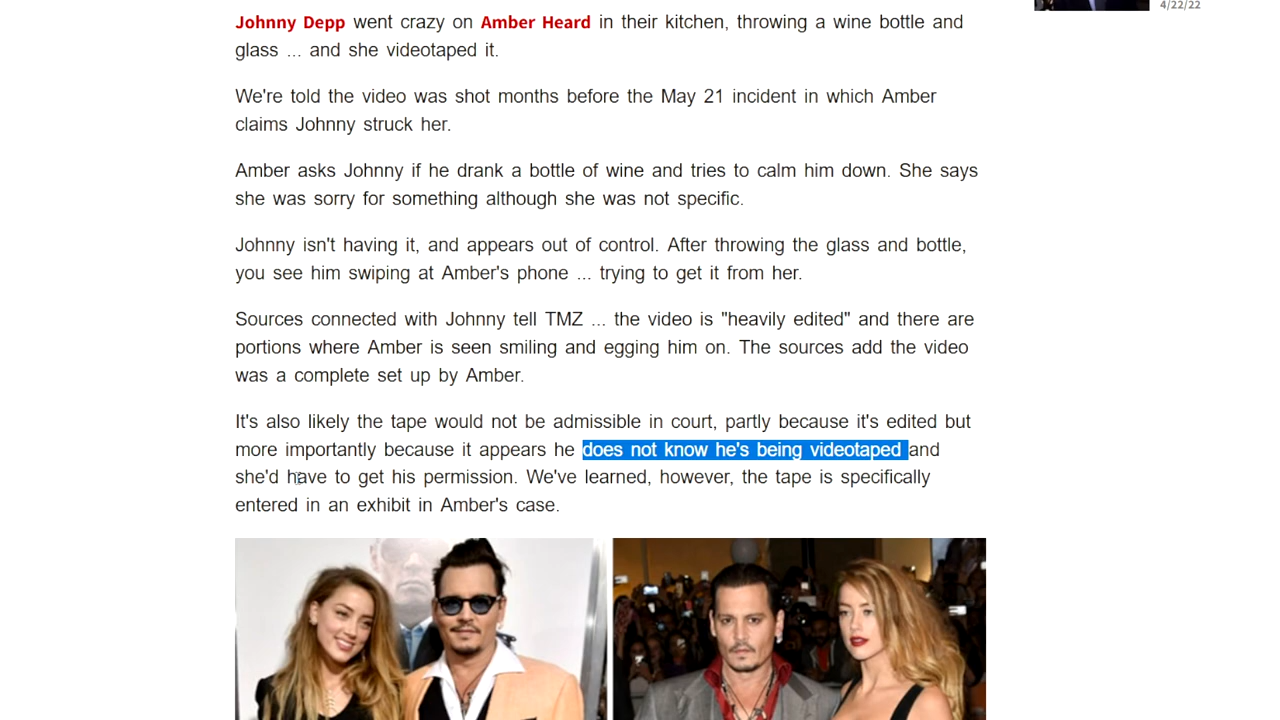 4/22/22
Johnny Depp went crazy on Amber Heard in their kitchen, throwing a wine bottle and
glass ... and she videotaped it.
We're told the video was shot months before the May 21 incident in which Amber
claims Johnny struck her.
Amber asks Johnny if he drank a bottle of wine and tries to calm him down. She says
she was sorry for something although she was not specific.
Johnny isn't having it, and appears out of control. After throwing the glass and bottle,
you see him swiping at Amber's phone ... trying to get it from her.
Sources connected with Johnny tell TMZ ... the video is "heavily edited" and there are
portions where Amber is seen smiling and egging him on. The sources add the video
was a complete set up by Amber.
It's also likely the tape would not be admissible in court, partly because it's edited but
more importantly because it appears he does not know he's being videotaped and
she'd have to get his permission. We've learned, however, the tape is specifically
entered in an exhibit in Amber's case.